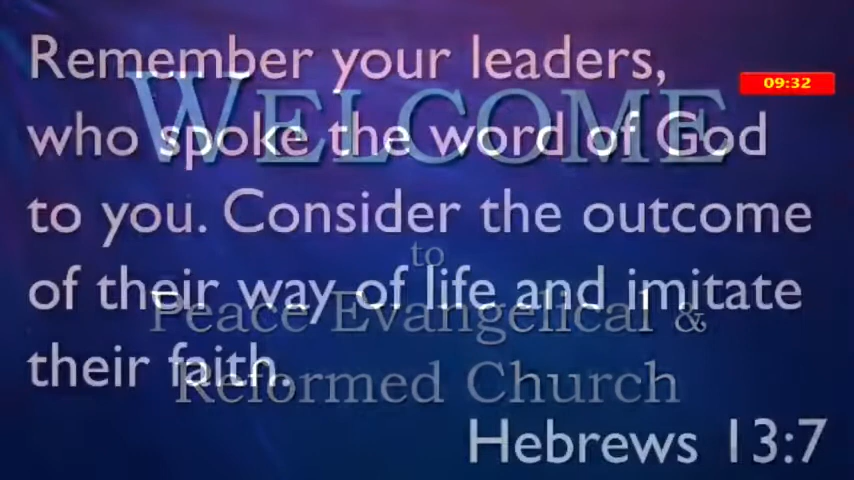 Remember your leaders,
who spoke the word of God
to you. Consider the outcome
of their way of life and imitate
their faith.
Hebrews 13:7
09:32
WELCOME
to
Peace Evangelical &
Reformed Church